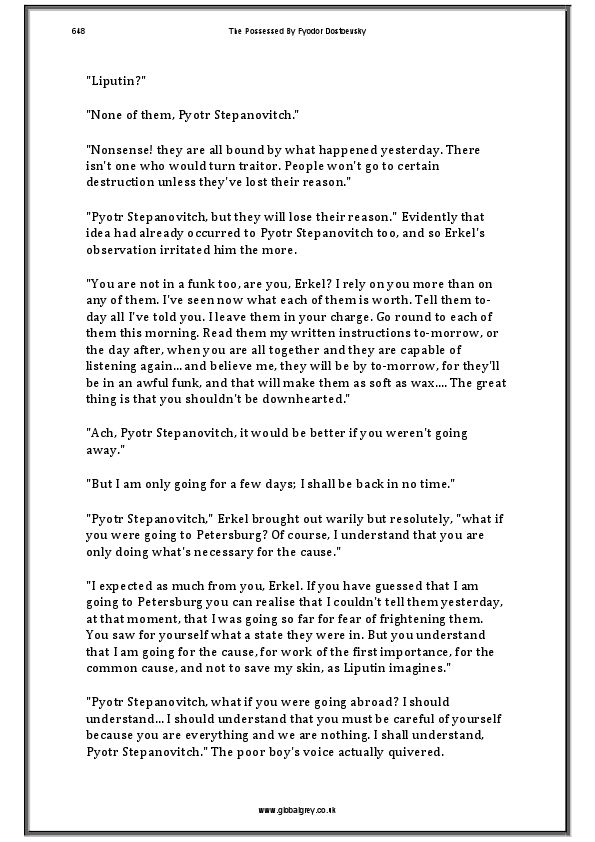 648 The Possessed By Fyodor Dostoevsky
"Liputin?"
"None of them, Pyotr Stepanovitch."
"Nonsense! they are all bound by what happened yesterday. There
isn't one who would turn traitor. People won't go to certain
destruction unless they've lost their reason."
"Pyotr Stepanovitch, but they will lose their reason." Evidently that
idea had already occurred to Pyotr Stepanovitch too, and so Erkel's
observation irritated him the more.
"You are not in a funk too, are you, Erkel? I rely on you more than on
any of them. I've seen now what each of them is worth. Tell them to-
day all I've told you. I leave them in your charge. Go round to each of
them this morning. Read them my written instructions to-morrow, or
the day after, when you are all together and they are capable of
listening again... and believe me, they will be by to-morrow, for they'll
be in an awful funk, and that will make them as soft as wax.... The great
thing is that you shouldn't be downhearted."
"Ach, Pyotr Stepanovitch, it would be better if you weren't going
away."
"But I am only going for a few days; I shall be back in no time."
"Pyotr Stepanovitch," Erkel brought out warily but resolutely, "what if
you were going to Petersburg? Of course, I understand that you are
only doing what's necessary for the cause."
"I expected as much from you, Erkel. If you have guessed that I am
going to Petersburg you can realise that I couldn't tell them yesterday,
at that moment, that I was going so far for fear of frightening them.
You saw for yourself what a state they were in. But you understand
that I am going for the cause, for work of the first importance, for the
common cause, and not to save my skin, as Liputin imagines."
"Pyotr Stepanovitch, what if you were going abroad? I should
understand... I should understand that you must be careful of yourself
because you are everything and we are nothing. I shall understand,
Pyotr Stepanovitch." The poor boy's voice actually quivered.
www.globalgrey.co.uk